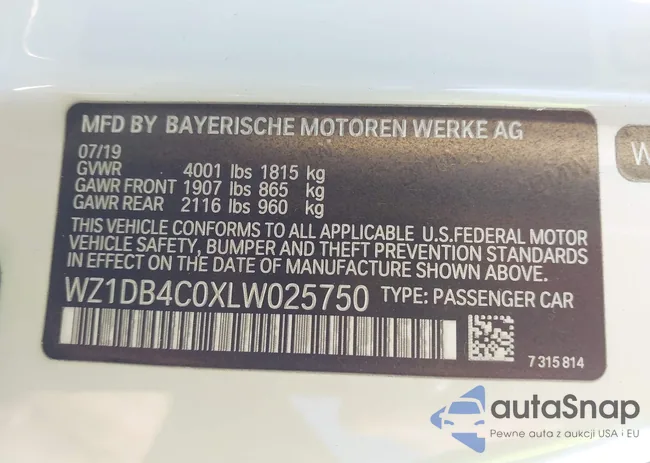 MFD BY BAYERISCHE MOTOREN WERKE AG
07/19
GVWR 4001 lbs 1815 kg
GAWR FRONT 1907 lbs 865 kg
GAWR REAR 2116 lbs 960 kg
THIS VEHICLE CONFORMS TO ALL APPLICABLE U.S.FEDERAL MOTOR
VEHICLE SAFETY, BUMPER AND THEFT PREVENTION STANDARDS
IN EFFECT ON THE DATE OF MANUFACTURE SHOWN ABOVE.
WZ1DB4C0XLW025750 TYPE: PASSENGER CAR
7 315 814
W
autaSnap
Pewne auta z aukcji USA i EU